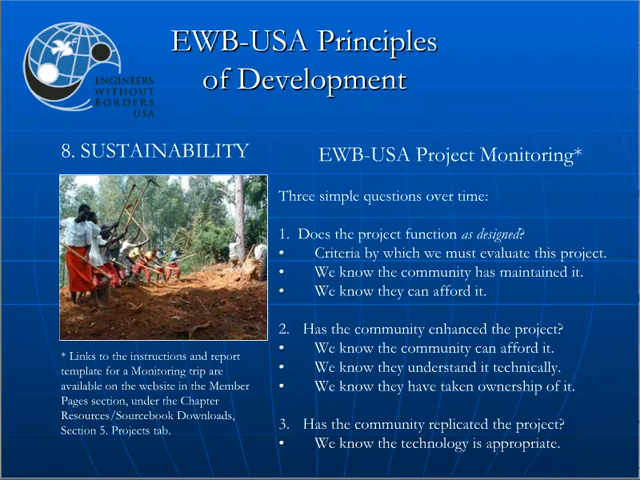 EWB-USA Principles
of Development
ENGINEERS
WITHOUT
BORDERS
USA
8. SUSTAINABILITY
* Links to the instructions and report
template for a Monitoring trip are
available on the website in the Member
Pages section, under the Chapter
Resources/Sourcebook Downloads,
Section 5. Projects tab.
EWB-USA Project Monitoring*
Three simple questions over time:
1. Does the project function as designed?
• Criteria by which we must evaluate this project.
• We know the community has maintained it.
• We know they can afford it.
2. Has the community enhanced the project?
• We know the community can afford it.
• We know they understand it technically.
• We know they have taken ownership of it.
3. Has the community replicated the project?
• We know the technology is appropriate.